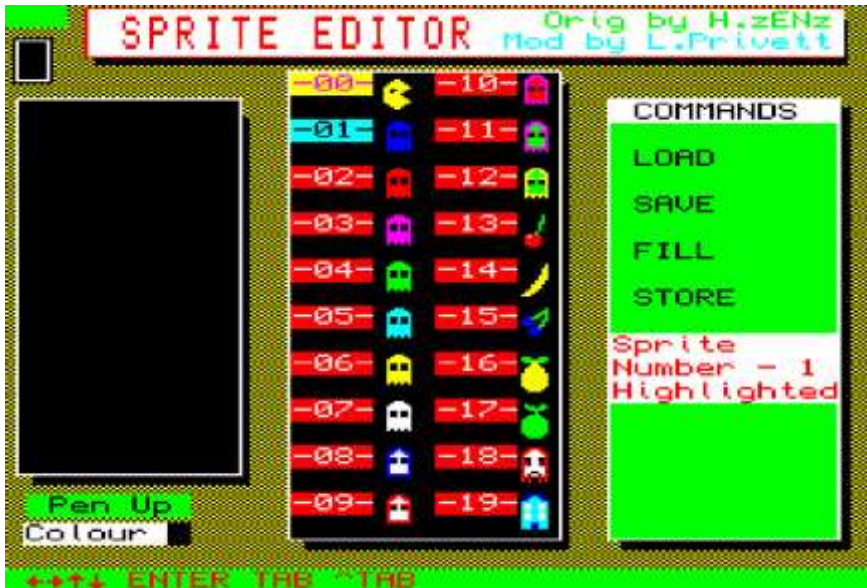 SPRITE EDITOR
Orig by H.zENz
Mod by L.Privett
-00-
-01-
-02-
-03-
-04-
-05-
-06-
-07-
-08-
-09-
-10-
-11-
-12-
-13-
-14-
-15-
-16-
-17-
-18-
-19-
COMMANDS
LOAD
SAVE
FILL
STORE
Sprite
Number - 1
Highlighted
Pen Up
Colour
←→↑↓ ENTER TAB ^TAB